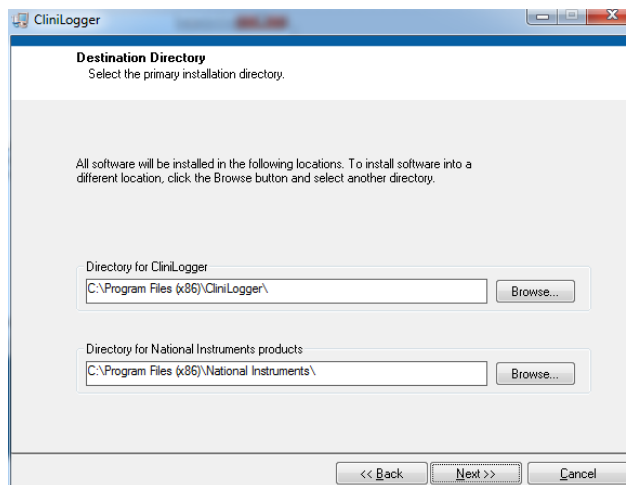 CliniLogger
Destination Directory
Select the primary installation directory.
All software will be installed in the following locations. To install software into a
different location, click the Browse button and select another directory.
Directory for CliniLogger
C:\Program Files (x86)\CliniLogger\
Browse...
Directory for National Instruments products
C:\Program Files (x86)\National Instruments\
Browse...
<< Back
Next >>
Cancel